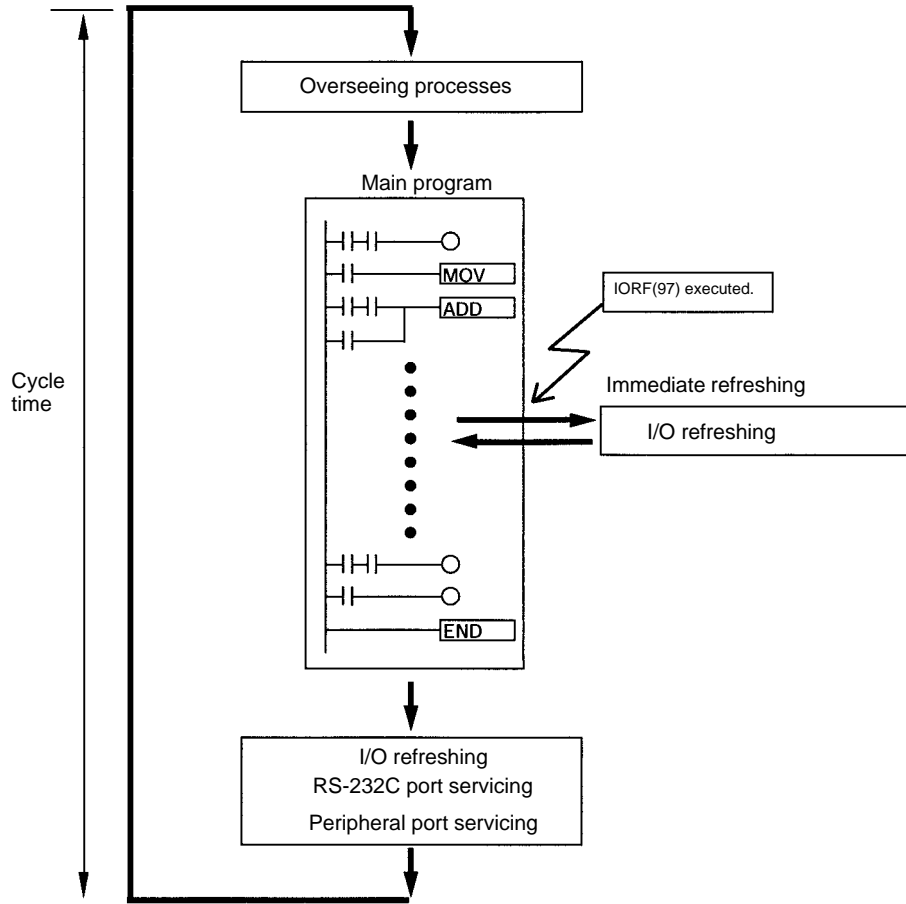 Overseeing processes
Main program
MOV
ADD
IORF(97) executed.
Cycle
time
Immediate refreshing
I/O refreshing
END
I/O refreshing
RS-232C port servicing
Peripheral port servicing